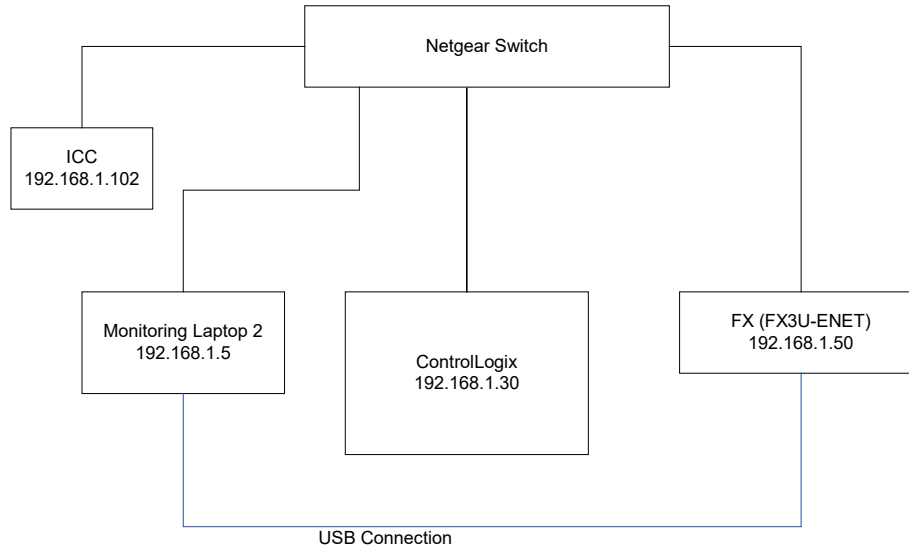 Netgear Switch
ICC
192.168.1.102
Monitoring Laptop 2
192.168.1.5
ControlLogix
192.168.1.30
FX (FX3U-ENET)
192.168.1.50
USB Connection